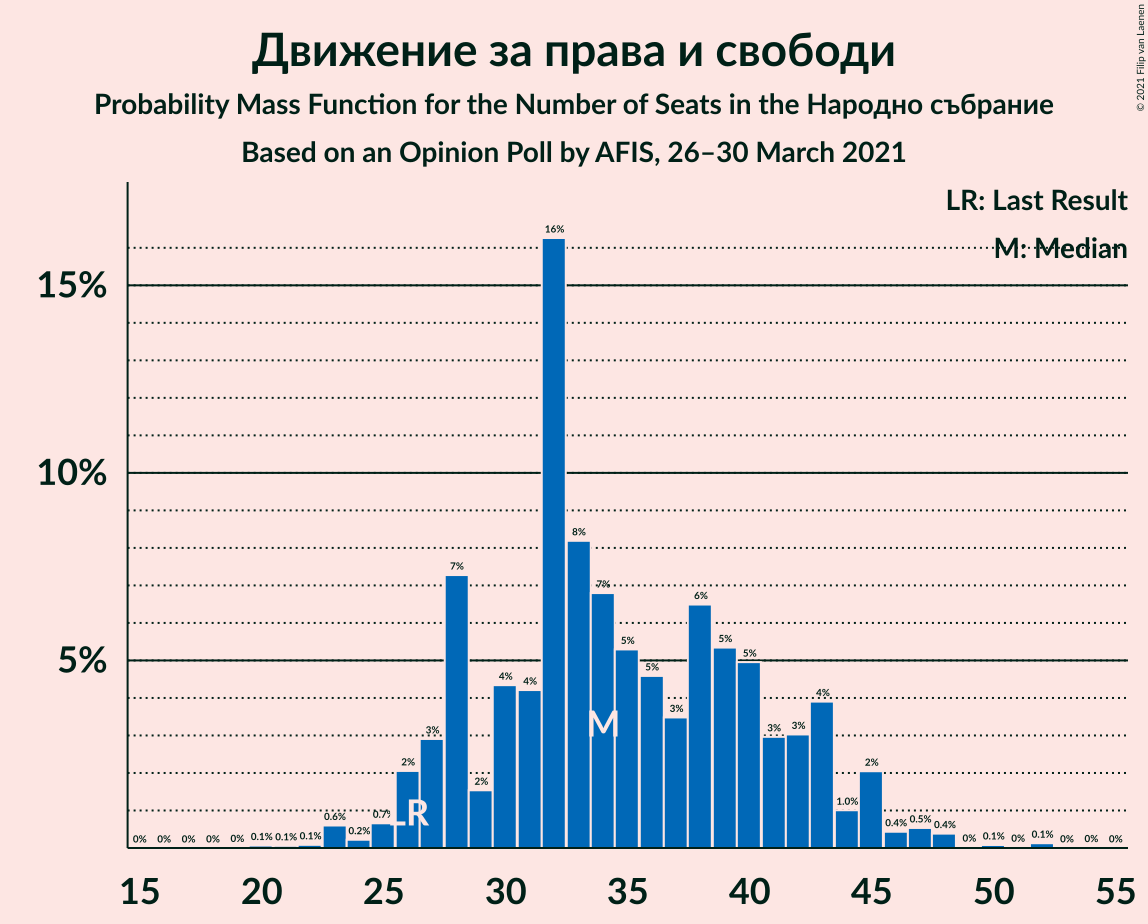 Движение за права и свободи
Probability Mass Function for the Number of Seats in the Народно събрание
Based on an Opinion Poll by AFIS, 26–30 March 2021
© 2021 Filip van Laenen
LR: Last Result
M: Median
15%
10%
5%
0% 0% 0% 0% 0% 0.1% 0.1% 0.1% 0.6% 0.2% 0.7% 2% 3% 7% 2% 4% 4% 16% 8% 7% 5% 5% 3% 6% 5% 5% 3% 3% 4% 1.0% 2% 0.4% 0.5% 0.4% 0% 0.1% 0% 0.1% 0% 0% 0%
LR
M
15 20 25 30 35 40 45 50 55